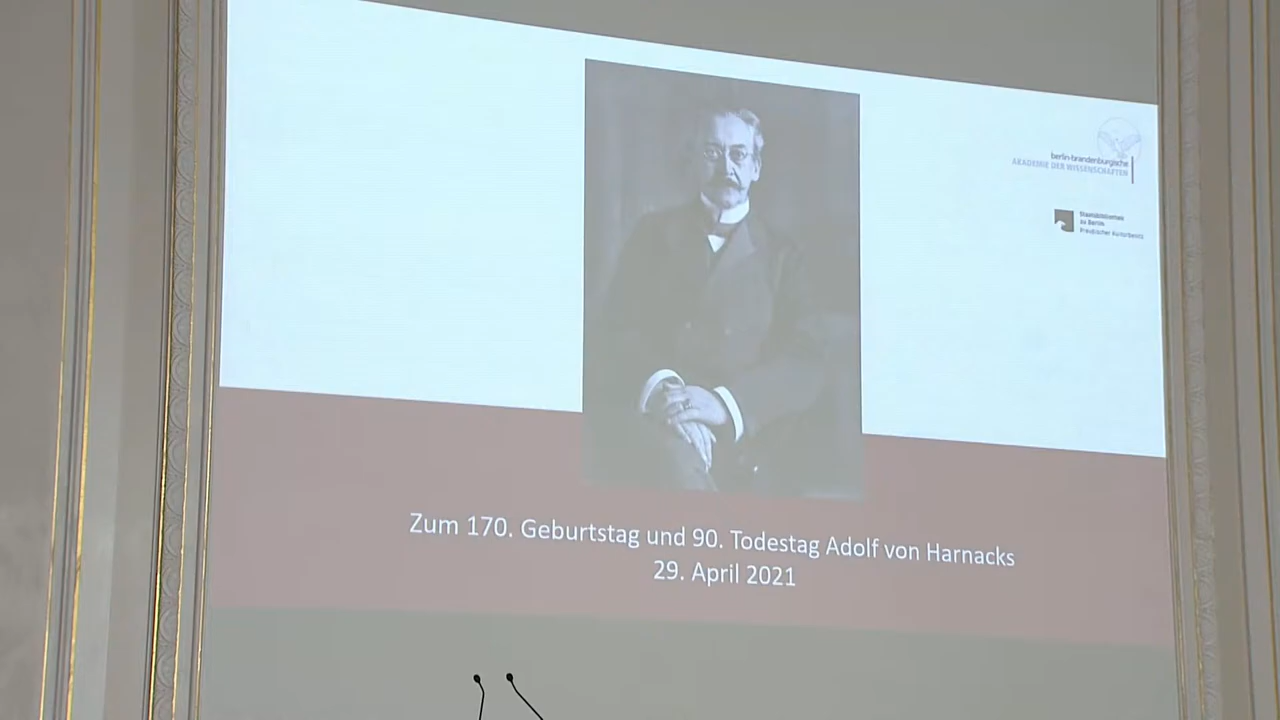 berlin-brandenburgische
AKADEMIE DER WISSENSCHAFTEN
Staatsbibliothek
zu Berlin
Preußischer Kulturbesitz
Zum 170. Geburtstag und 90. Todestag Adolf von Harnacks
29. April 2021